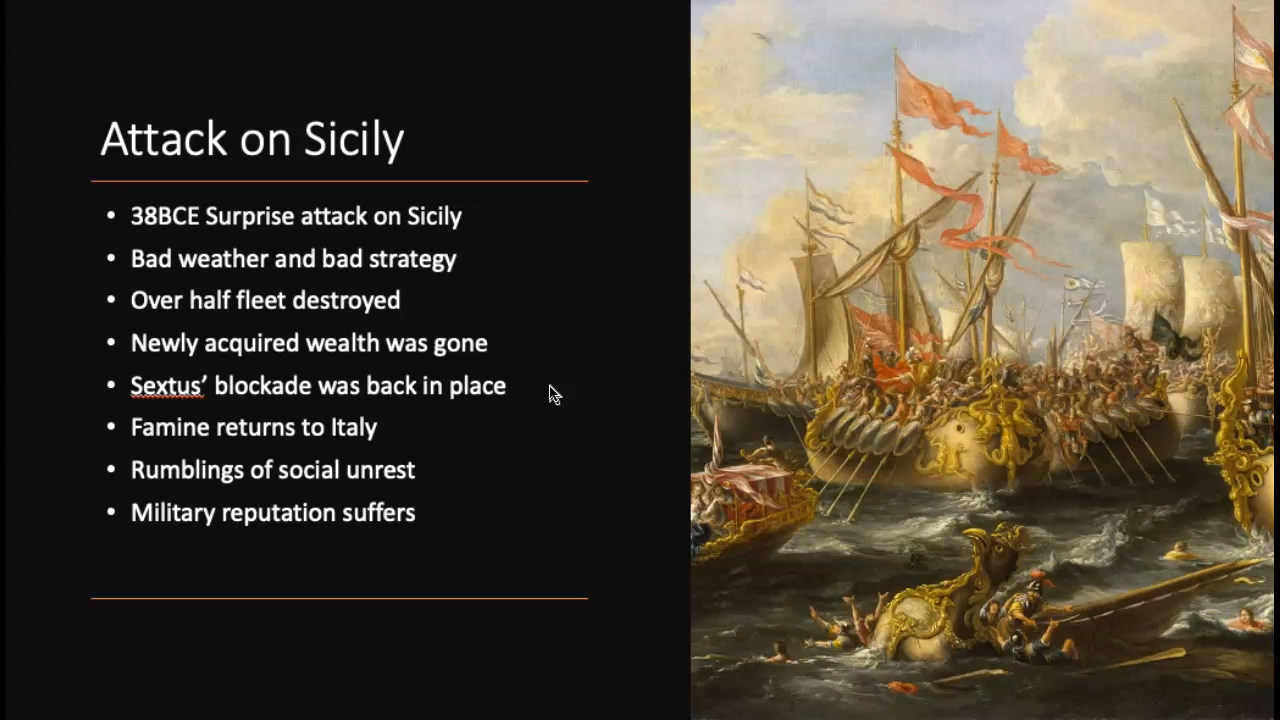 Attack on Sicily
• 38BCE Surprise attack on Sicily
• Bad weather and bad strategy
• Over half fleet destroyed
• Newly acquired wealth was gone
• Sextus’ blockade was back in place
• Famine returns to Italy
• Rumblings of social unrest
• Military reputation suffers